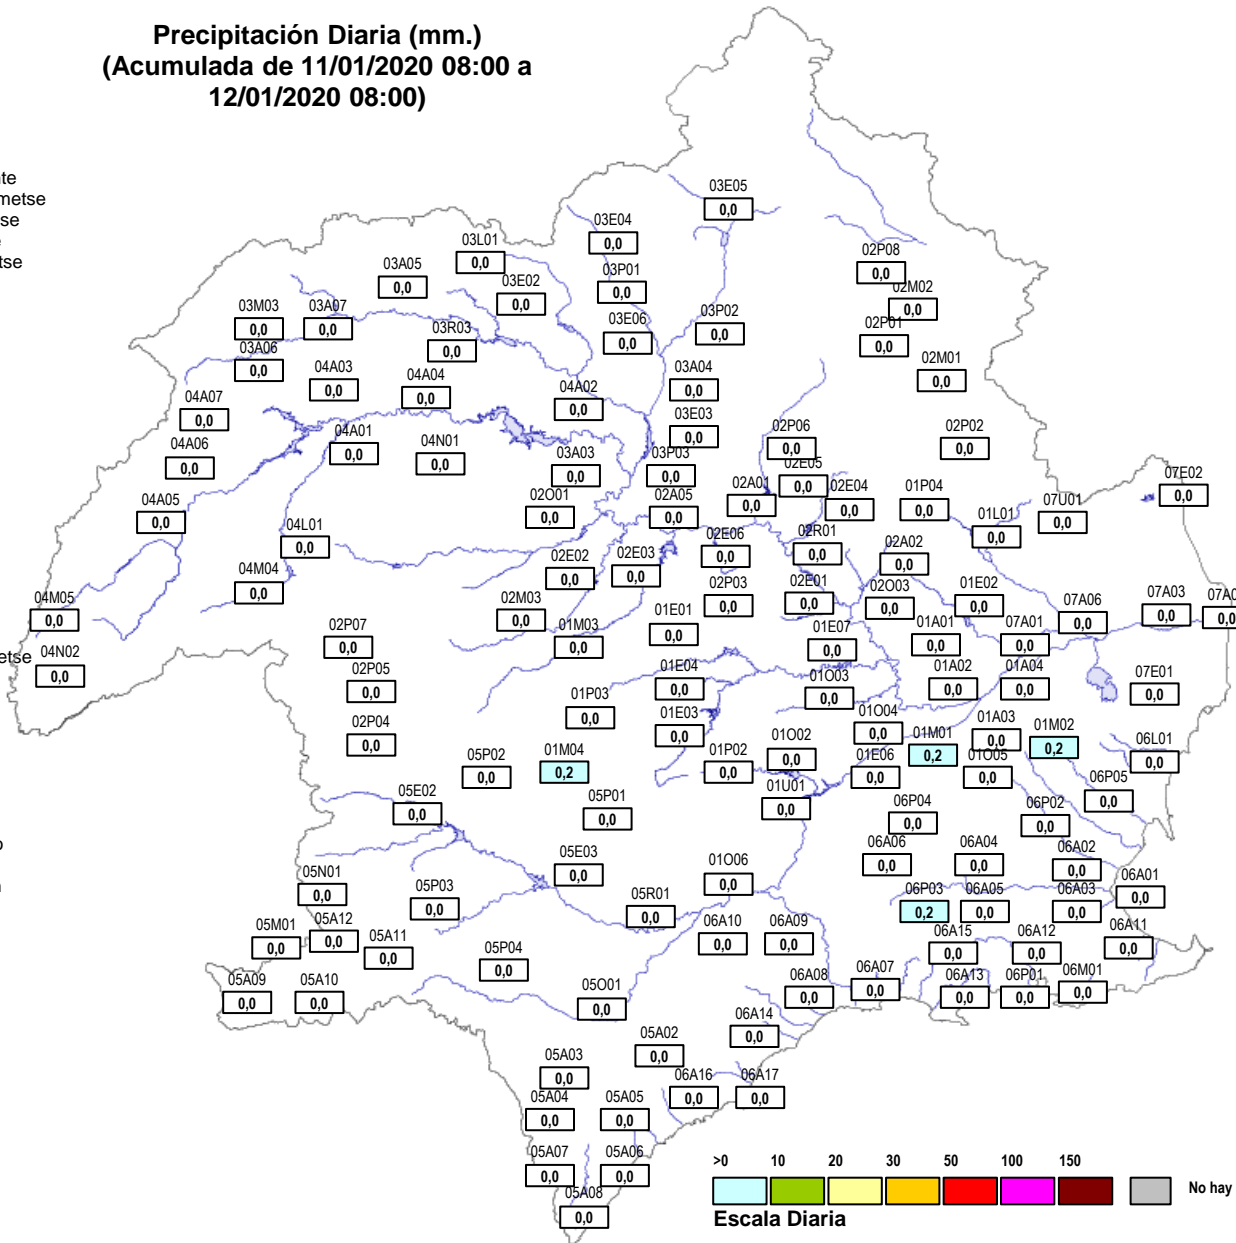 Precipitación Diaria (mm.)
(Acumulada de 11/01/2020 08:00 a
12/01/2020 08:00)
03E05
0,0
03E04
0,0
03L01
0,0
02P08
0,0
03A05
0,0
03P01
0,0
03E02
0,0
02M02
0,0
03M03
0,0
03A07
0,0
03E06
0,0
03P02
0,0
02P01
0,0
03R03
0,0
03A06
0,0
02M01
0,0
04A03
0,0
04A04
0,0
03A04
0,0
04A02
0,0
04A07
0,0
03E03
0,0
04A01
0,0
04N01
0,0
02P06
0,0
02P02
0,0
04A06
0,0
03A03
0,0
03P03
0,0
02E05
0,0
07E02
0,0
04A05
0,0
02O01
0,0
02A05
0,0
02A01
0,0
02E04
0,0
01P04
0,0
07U01
0,0
01L01
0,0
04L01
0,0
02E06
0,0
02R01
0,0
02A02
0,0
02E02
0,0
02E03
0,0
04M04
0,0
04M05
0,0
02M03
0,0
02P03
0,0
02E01
0,0
02O03
0,0
01E02
0,0
07A06
0,0
07A03
0,0
07A0
0,0
02P07
0,0
01M03
0,0
01E01
0,0
01E07
0,0
01A01
0,0
07A01
0,0
etse
04N02
0,0
02P05
0,0
01E04
0,0
01O03
0,0
01A02
0,0
01A04
0,0
07E01
0,0
01P03
0,0
02P04
0,0
01E03
0,0
01O04
0,0
01A03
0,0
01M02
0,2
05P02
0,0
01M04
0,2
01P02
0,0
01O02
0,0
01M01
0,2
01E06
0,0
01O05
0,0
06L01
0,0
05E02
0,0
05P01
0,0
01U01
0,0
06P04
0,0
06P02
0,0
06P05
0,0
05E03
0,0
01O06
0,0
06A06
0,0
06A04
0,0
06A02
0,0
05N01
0,0
05P03
0,0
05R01
0,0
06P03
0,2
06A05
0,0
06A03
0,0
06A01
0,0
05M01
0,0
05A12
0,0
05A11
0,0
06A10
0,0
06A09
0,0
06A15
0,0
06A12
0,0
06A11
0,0
05P04
0,0
05A09
0,0
05A10
0,0
05O01
0,0
06A08
0,0
06A07
0,0
06A13
0,0
06P01
0,0
06M01
0,0
05A02
0,0
06A14
0,0
05A03
0,0
06A16
0,0
06A17
0,0
05A04
0,0
05A05
0,0
05A07
0,0
05A06
0,0
05A08
0,0
>0 10 20 30 50 100 150
No hay
Escala Diaria